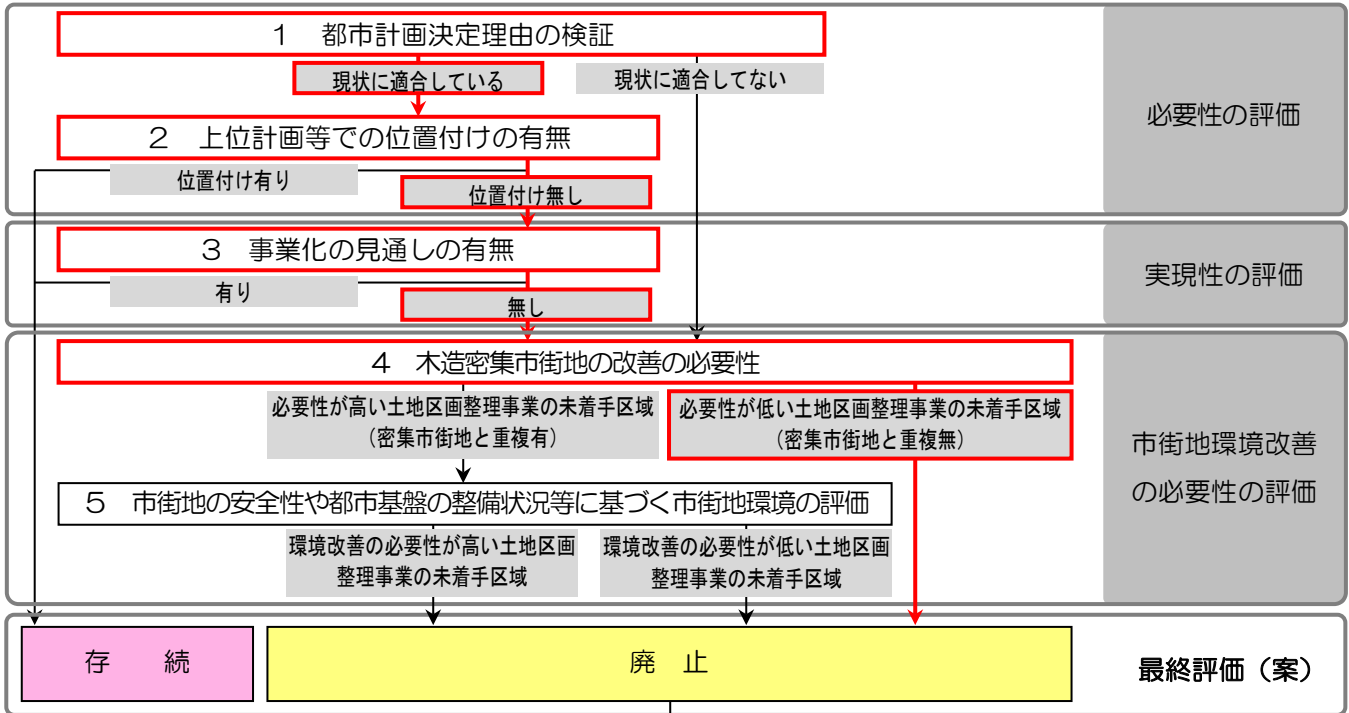 1 都市計画決定理由の検証
現状に適合している
現状に適合してない
必要性の評価
2 上位計画等での位置付けの有無
位置付け有り
位置付け無し
3 事業化の見通しの有無
有り
無し
実現性の評価
4 木造密集市街地の改善の必要性
必要性が高い土地区画整理事業の未着手区域
（密集市街地と重複有）
必要性が低い土地区画整理事業の未着手区域
（密集市街地と重複無）
市街地環境改善
の必要性の評価
5 市街地の安全性や都市基盤の整備状況等に基づく市街地環境の評価
環境改善の必要性が高い土地区画
整理事業の未着手区域
環境改善の必要性が低い土地区画
整理事業の未着手区域
存 続
廃 止
最終評価（案）